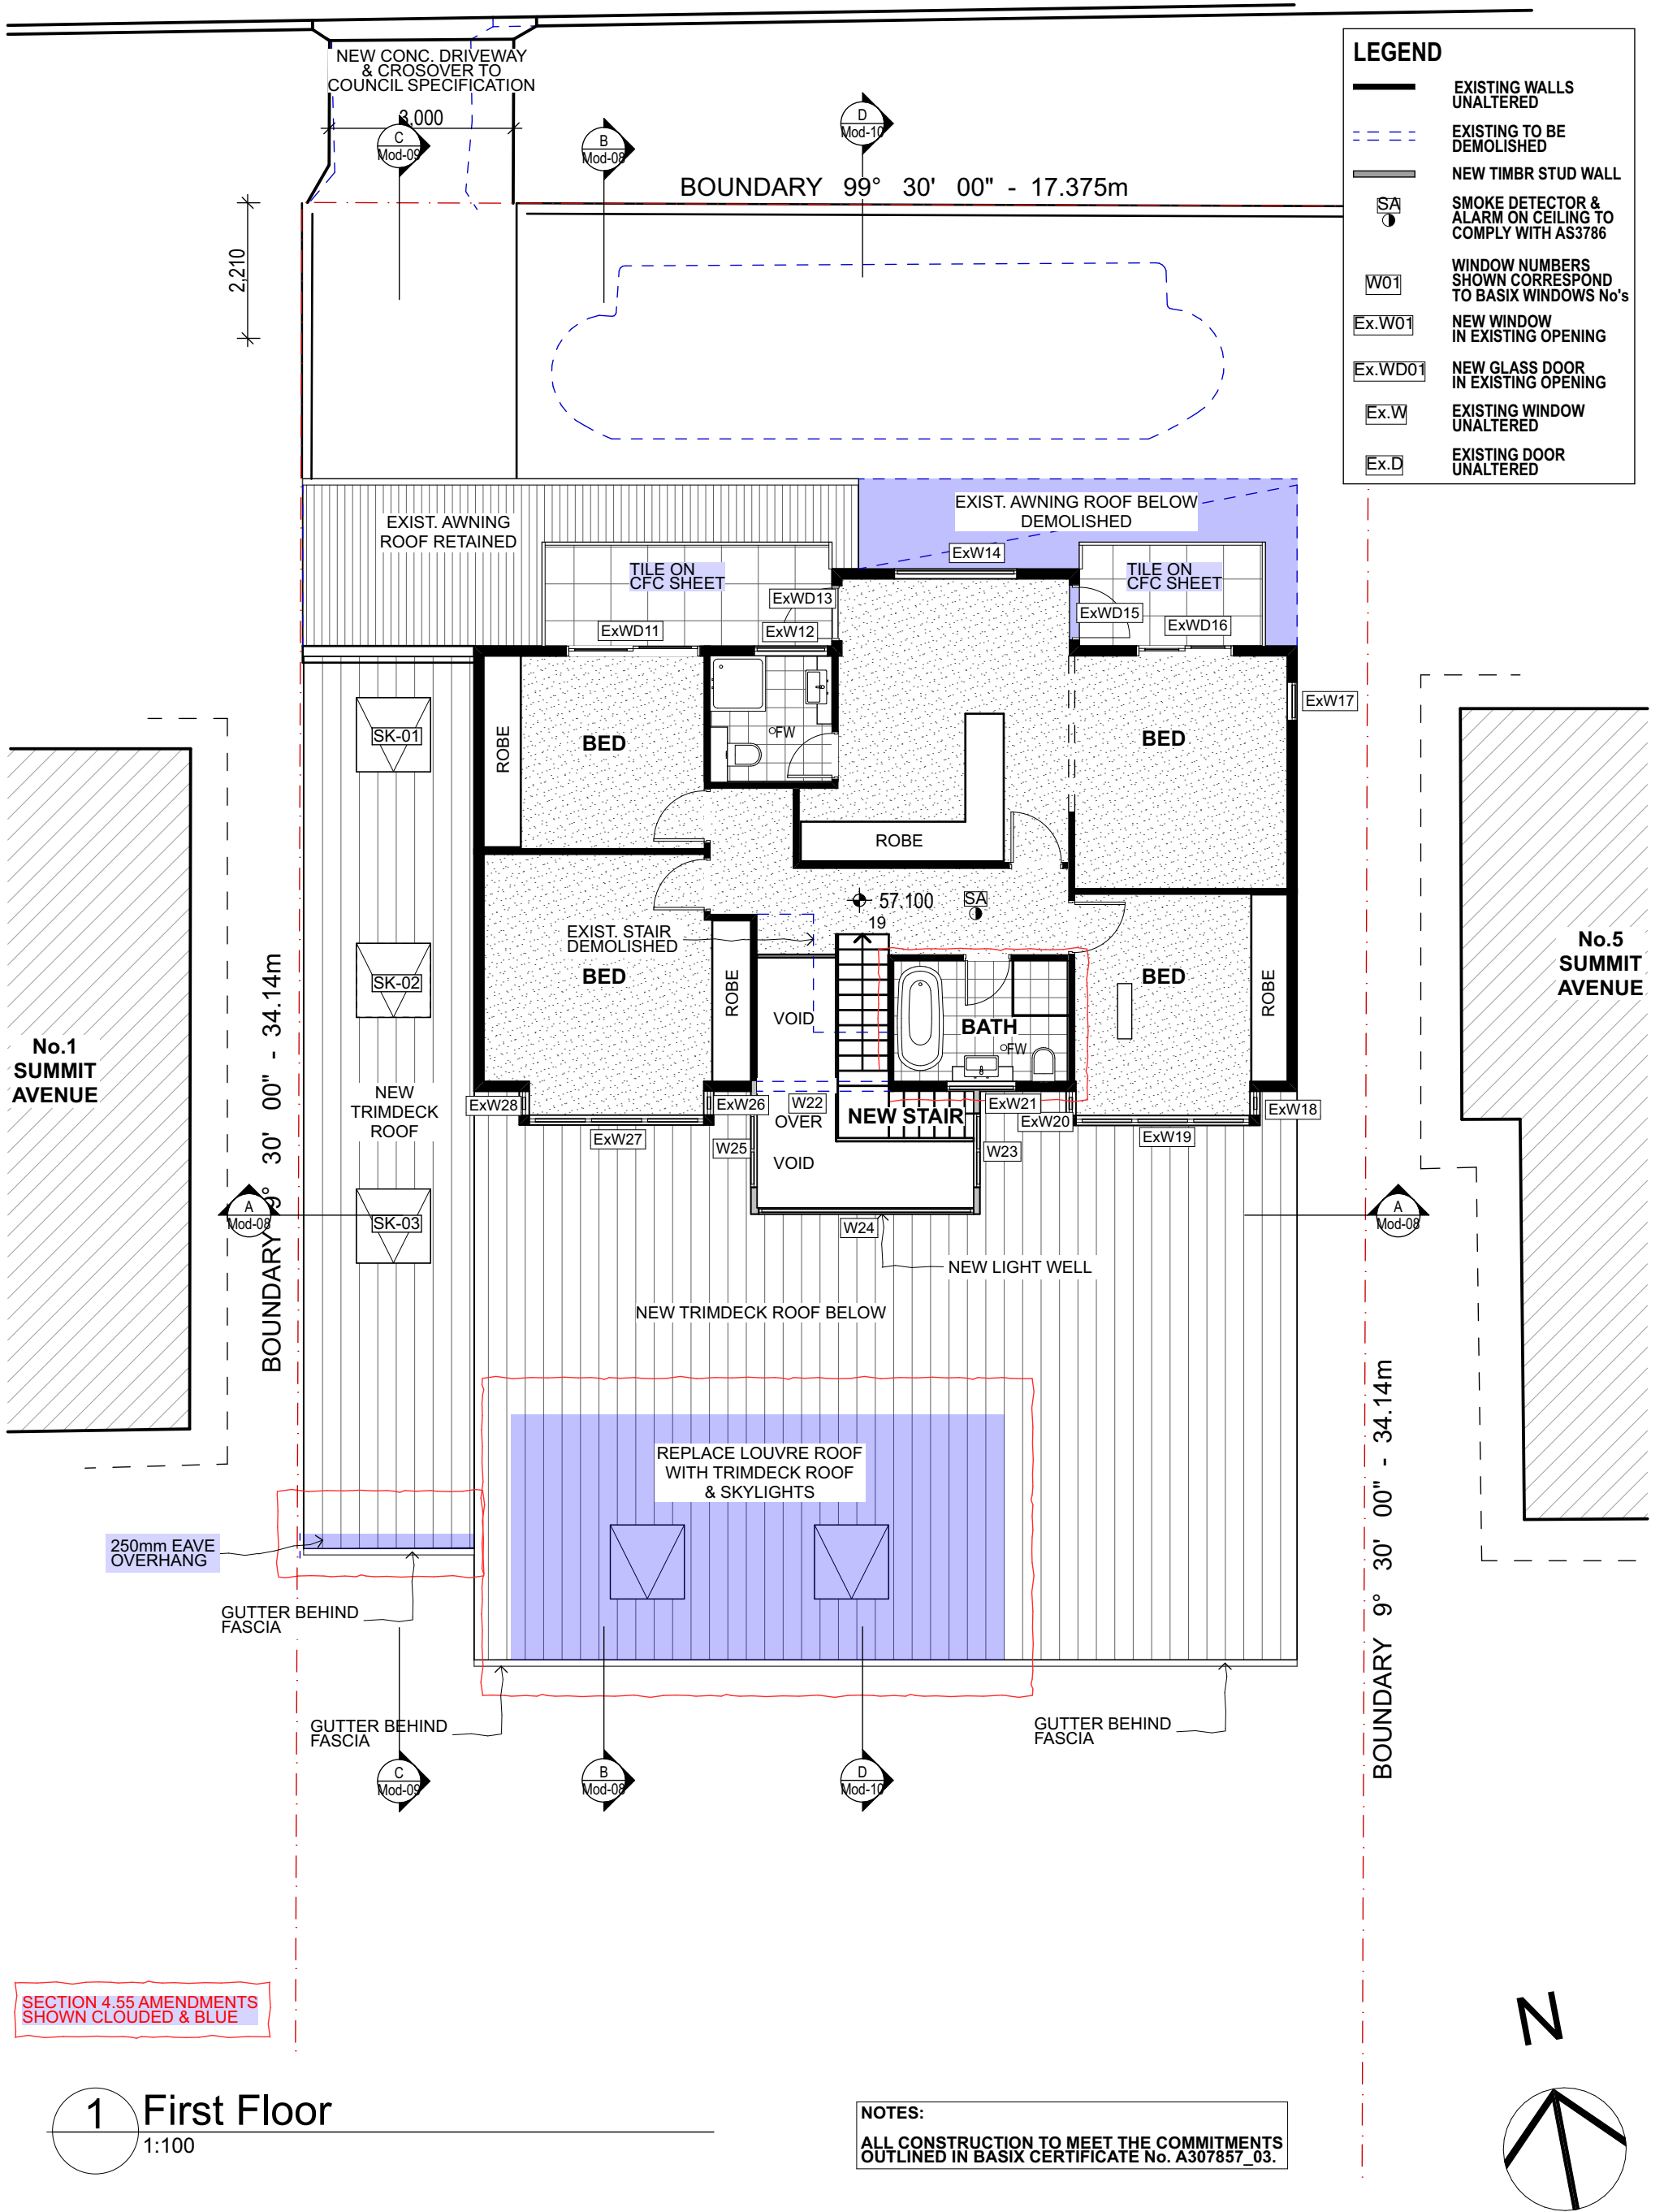 NEW CONC. DRIVEWAY
& CROSOVER TO
COUNCIL SPECIFICATION
3,000
C
Mod-09
B
Mod-08
D
Mod-10
BOUNDARY 99° 30' 00" - 17.375m
2,210
LEGEND
EXISTING WALLS
UNALTERED
EXISTING TO BE
DEMOLISHED
NEW TIMBR STUD WALL
SA
SMOKE DETECTOR &
ALARM ON CEILING TO
COMPLY WITH AS3786
W01
WINDOW NUMBERS
SHOWN CORRESPOND
TO BASIX WINDOWS No's
Ex.W01
NEW WINDOW
IN EXISTING OPENING
Ex.WD01
NEW GLASS DOOR
IN EXISTING OPENING
Ex.W
EXISTING WINDOW
UNALTERED
Ex.D
EXISTING DOOR
UNALTERED
EXIST. AWNING
ROOF RETAINED
EXIST. AWNING ROOF BELOW
DEMOLISHED
ExW14
TILE ON
CFC SHEET
TILE ON
CFC SHEET
ExWD13
ExWD15
ExWD11
ExW12
ExWD16
ExW17
SK-01
ROBE
BED
FW
BED
ROBE
57.100
SA
19
EXIST. STAIR
DEMOLISHED
BED
ROBE
VOID
BATH
FW
BED
ROBE
SK-02
No.1
SUMMIT
AVENUE
No.5
SUMMIT
AVENUE
BOUNDARY 9° 30' 00" - 34.14m
NEW
TRIMDECK
ROOF
ExW28
ExW26
W22
OVER
NEW STAIR
ExW21
ExW20
ExW18
ExW27
W25
VOID
W23
ExW19
A
Mod-08
SK-03
W24
A
Mod-08
NEW LIGHT WELL
NEW TRIMDECK ROOF BELOW
BOUNDARY 9° 30' 00" - 34.14m
REPLACE LOUVRE ROOF
WITH TRIMDECK ROOF
& SKYLIGHTS
250mm EAVE
OVERHANG
GUTTER BEHIND
FASCIA
GUTTER BEHIND
FASCIA
GUTTER BEHIND
FASCIA
C
Mod-09
B
Mod-08
D
Mod-10
SECTION 4.55 AMENDMENTS
SHOWN CLOUDED & BLUE
N
1
First Floor
1:100
NOTES:
ALL CONSTRUCTION TO MEET THE COMMITMENTS
OUTLINED IN BASIX CERTIFICATE No. A307857_03.